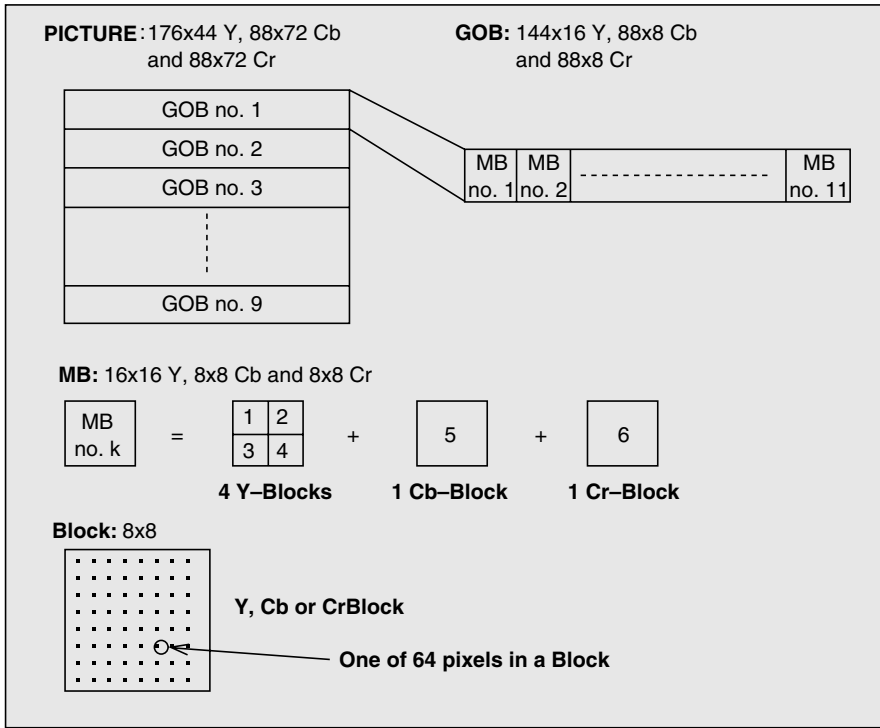 PICTURE: 176x44 Y, 88x72 Cb
and 88x72 Cr
GOB: 144x16 Y, 88x8 Cb
and 88x8 Cr
GOB no. 1
GOB no. 2
GOB no. 3
GOB no. 9
MB no. 1
MB no. 2
MB no. 11
MB: 16x16 Y, 8x8 Cb and 8x8 Cr
MB
no. k
=
1 2
3 4
+
5
+
6
4 Y–Blocks
1 Cb–Block
1 Cr–Block
Block: 8x8
Y, Cb or CrBlock
One of 64 pixels in a Block